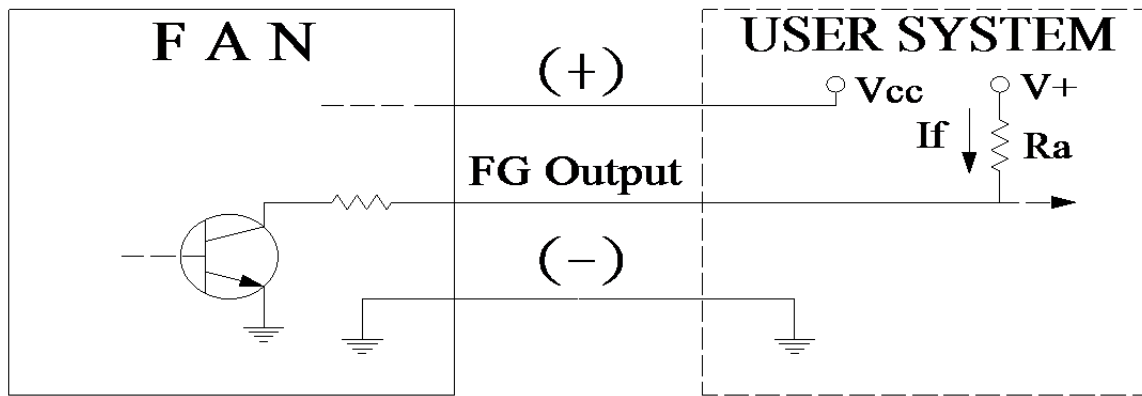 F A N
USER SYSTEM
(+)
Vcc
V+
If
Ra
FG Output
(-)